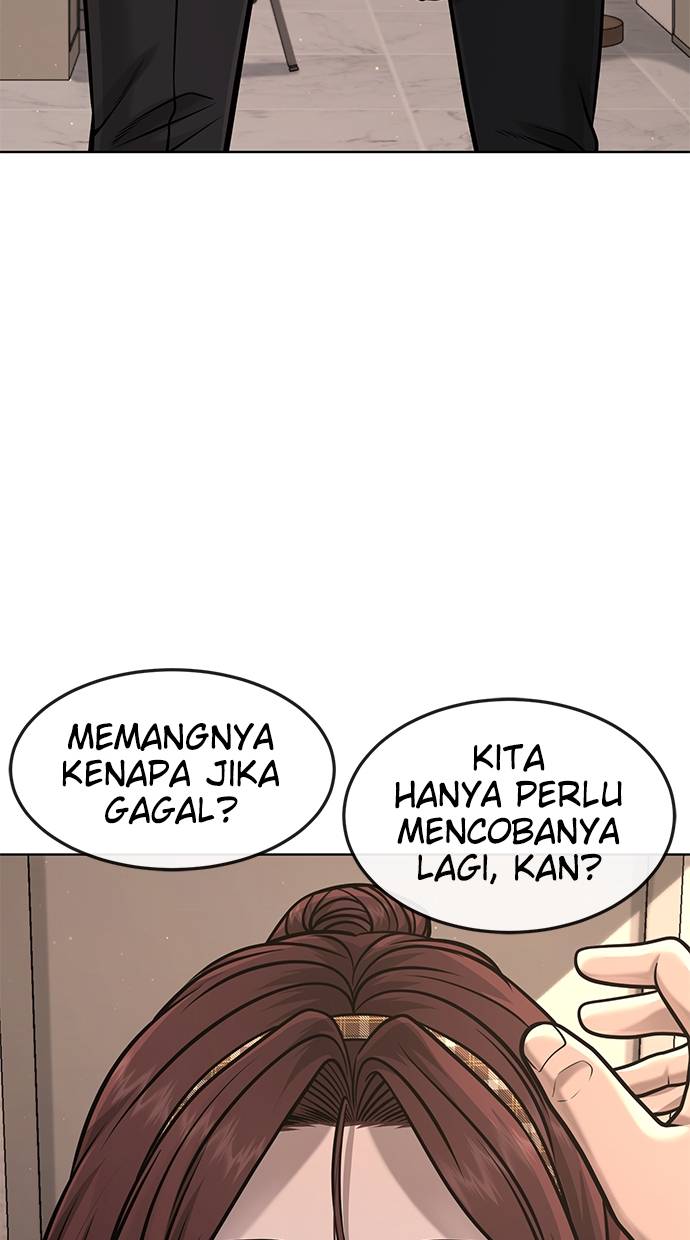 MEMANGNYA
KENAPA JIKA
GAGAL?
KITA
HANYA PERLU
MENCOBANYA
LAGI, KAN?